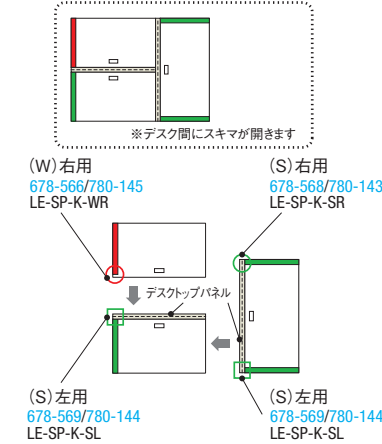 ※デスク間にスキマが開きます
(W)右用
678-566/780-145
LE-SP-K-WR
(S)右用
678-568/780-143
LE-SP-K-SR
デスクトップパネル
(S)左用
678-569/780-144
LE-SP-K-SL
(S)左用
678-569/780-144
LE-SP-K-SL